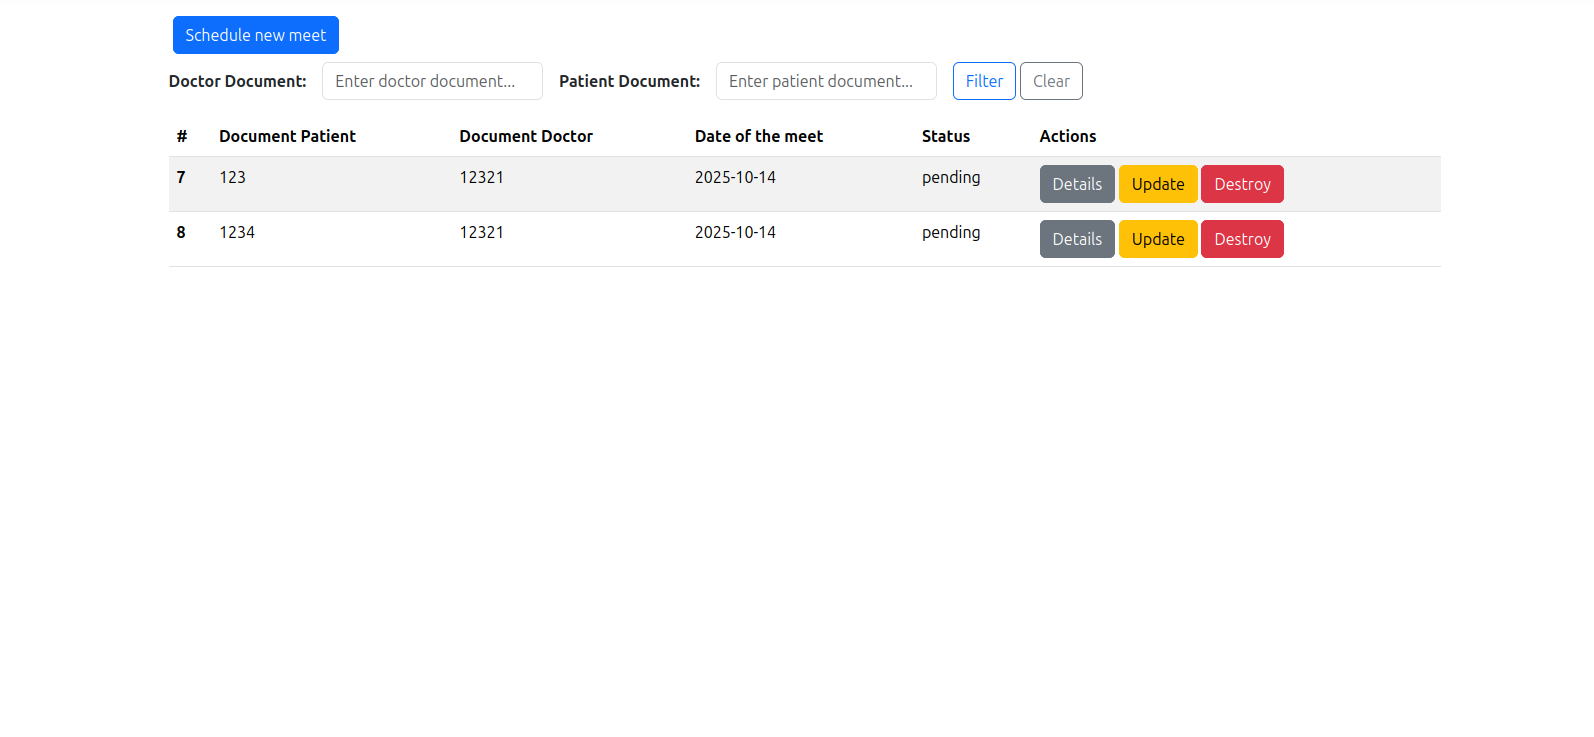 Schedule new meet
Doctor Document: Enter doctor document... Patient Document: Enter patient document... Filter Clear
# Document Patient Document Doctor Date of the meet Status Actions
7 123 12321 2025-10-14 pending Details Update Destroy
8 1234 12321 2025-10-14 pending Details Update Destroy